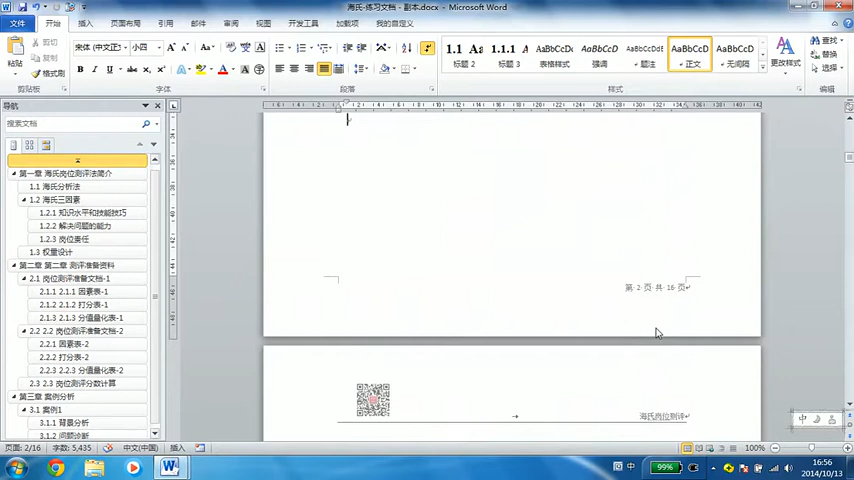 海氏-练习文档 - 副本.docx - Microsoft Word
文件 开始 插入 页面布局 引用 邮件 审阅 视图 开发工具 加载项 我的自定义
粘贴 剪切 复制 格式刷
宋体 (中文正文) 小四
1.1 Aa 1.1.1 A AaBbCcD AaBbCcD AaBbCcD AaBbCcD AaBbCcD
标题 2 标题 3 表格样式 强调 题注 正文 无间隔 更改样式
查找 替换 选择
剪贴板 字体 段落 样式 编辑
导航
搜索文档
第一章 海氏岗位测评法简介
1.1 海氏分析法
1.2 海氏三因素
1.2.1 知识水平和技能技巧
1.2.2 解决问题的能力
1.2.3 岗位责任
1.3 权重设计
第二章 第二章 测评准备资料
2.1 岗位测评准备文档-1
2.1.1 2.1.1 因素表-1
2.1.2 2.1.2 打分表-1
2.1.3 2.1.3 分值量化表-1
2.2 2.2 岗位测评准备文档-2
2.2.1 因素表-2
2.2.2 打分表-2
2.2.3 2.2.3 分值量化表-2
2.3 2.3 岗位测评分数计算
第三章 案例分析
3.1 案例1
3.1.1 背景分析
3.1.2 问题诊断
第 2 页 共 16 页
海氏岗位测评
中
页面: 2/16 字数: 5,435 中文(中国) 插入 100%
中 99% 16:56
2014/10/13